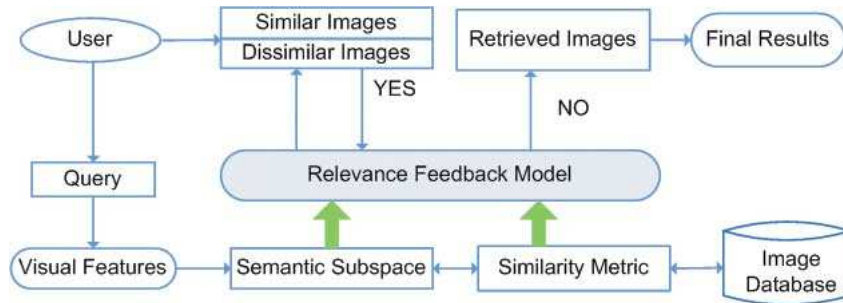 User
Similar Images
Dissimilar Images
Retrieved Images
Final Results
YES
NO
Query
Relevance Feedback Model
Visual Features
Semantic Subspace
Similarity Metric
Image
Database